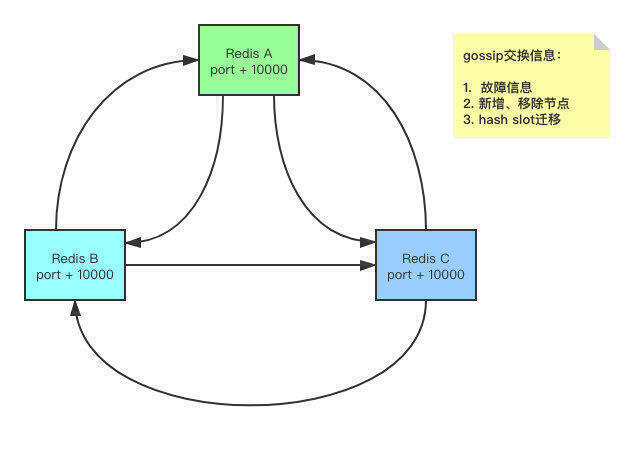 Redis A
port + 10000
gossip交换信息：
1. 故障信息
2. 新增、移除节点
3. hash slot迁移
Redis B
port + 10000
Redis C
port + 10000